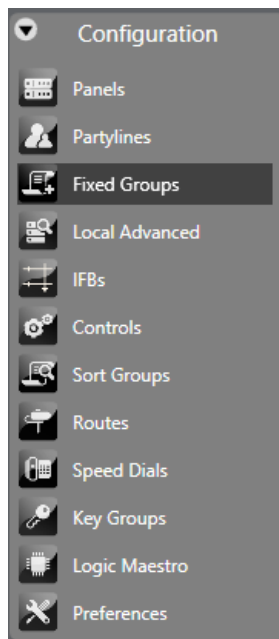 Configuration
Panels
Partylines
Fixed Groups
Local Advanced
IFBs
Controls
Sort Groups
Routes
Speed Dials
Key Groups
Logic Maestro
Preferences